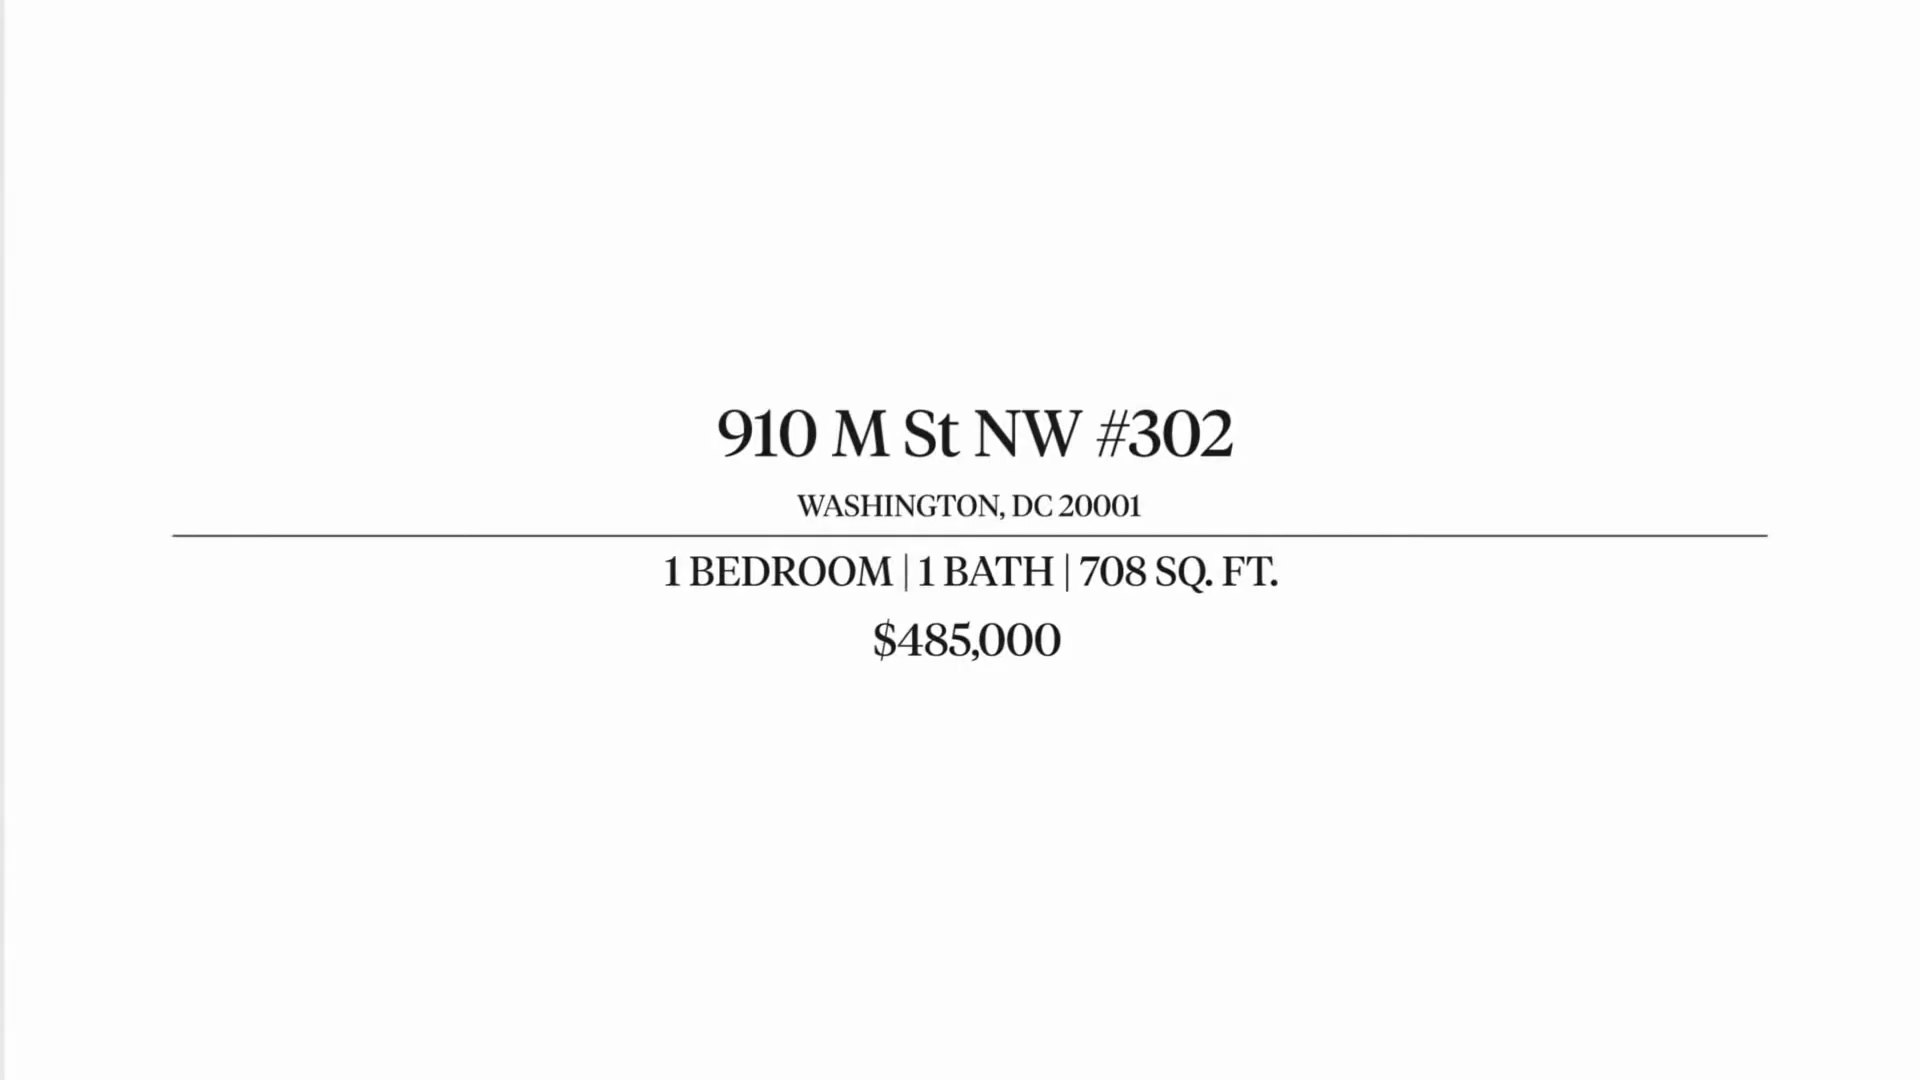 910 M St NW #302
WASHINGTON, DC 20001
1 BEDROOM | 1 BATH | 708 SQ. FT.
$485,000